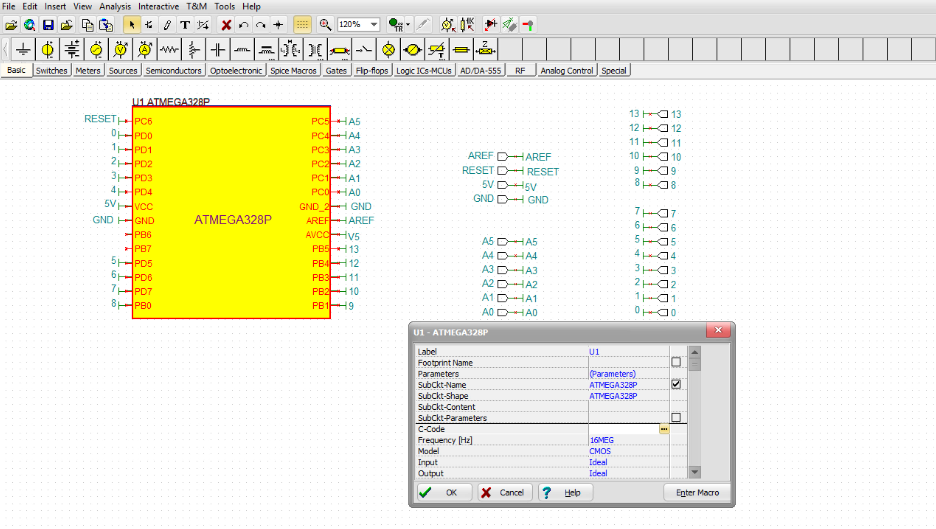 File Edit Insert View Analysis Interactive T&M Tools Help
120%
Basic Switches Meters Sources Semiconductors Optoelectronic Spice Macros Gates Flip-flops Logic ICs-MCUs AD/DA-555 RF Analog Control Special
U1 ATMEGA328P
RESET PC6 PC5 A5
0 PD0 PC4 A4
1 PD1 PC3 A3
2 PD2 PC2 A2
3 PD3 PC1 A1
4 PD4 PC0 A0
5V VCC GND_2 GND
GND GND AREF AREF
ATMEGA328P
PB6 AVCC V5
PB7 PB5 13
5 PD5 PB4 12
6 PD6 PB3 11
7 PD7 PB2 10
8 PB0 PB1 9
AREF AREF
RESET RESET
5V 5V
GND GND
A5 A5
A4 A4
A3 A3
A2 A2
A1 A1
A0 A0
13 13
12 12
11 11
10 10
9 9
8 8
7 7
6 6
5 5
4 4
3 3
2 2
1 1
0 0
U1 - ATMEGA328P
Label U1
Footprint Name
Parameters (Parameters)
SubCkt-Name ATMEGA328P
SubCkt-Shape ATMEGA328P
SubCkt-Content
SubCkt-Parameters
C-Code ...
Frequency [Hz] 16MEG
Model CMOS
Input Ideal
Output Ideal
OK Cancel Help Enter Macro